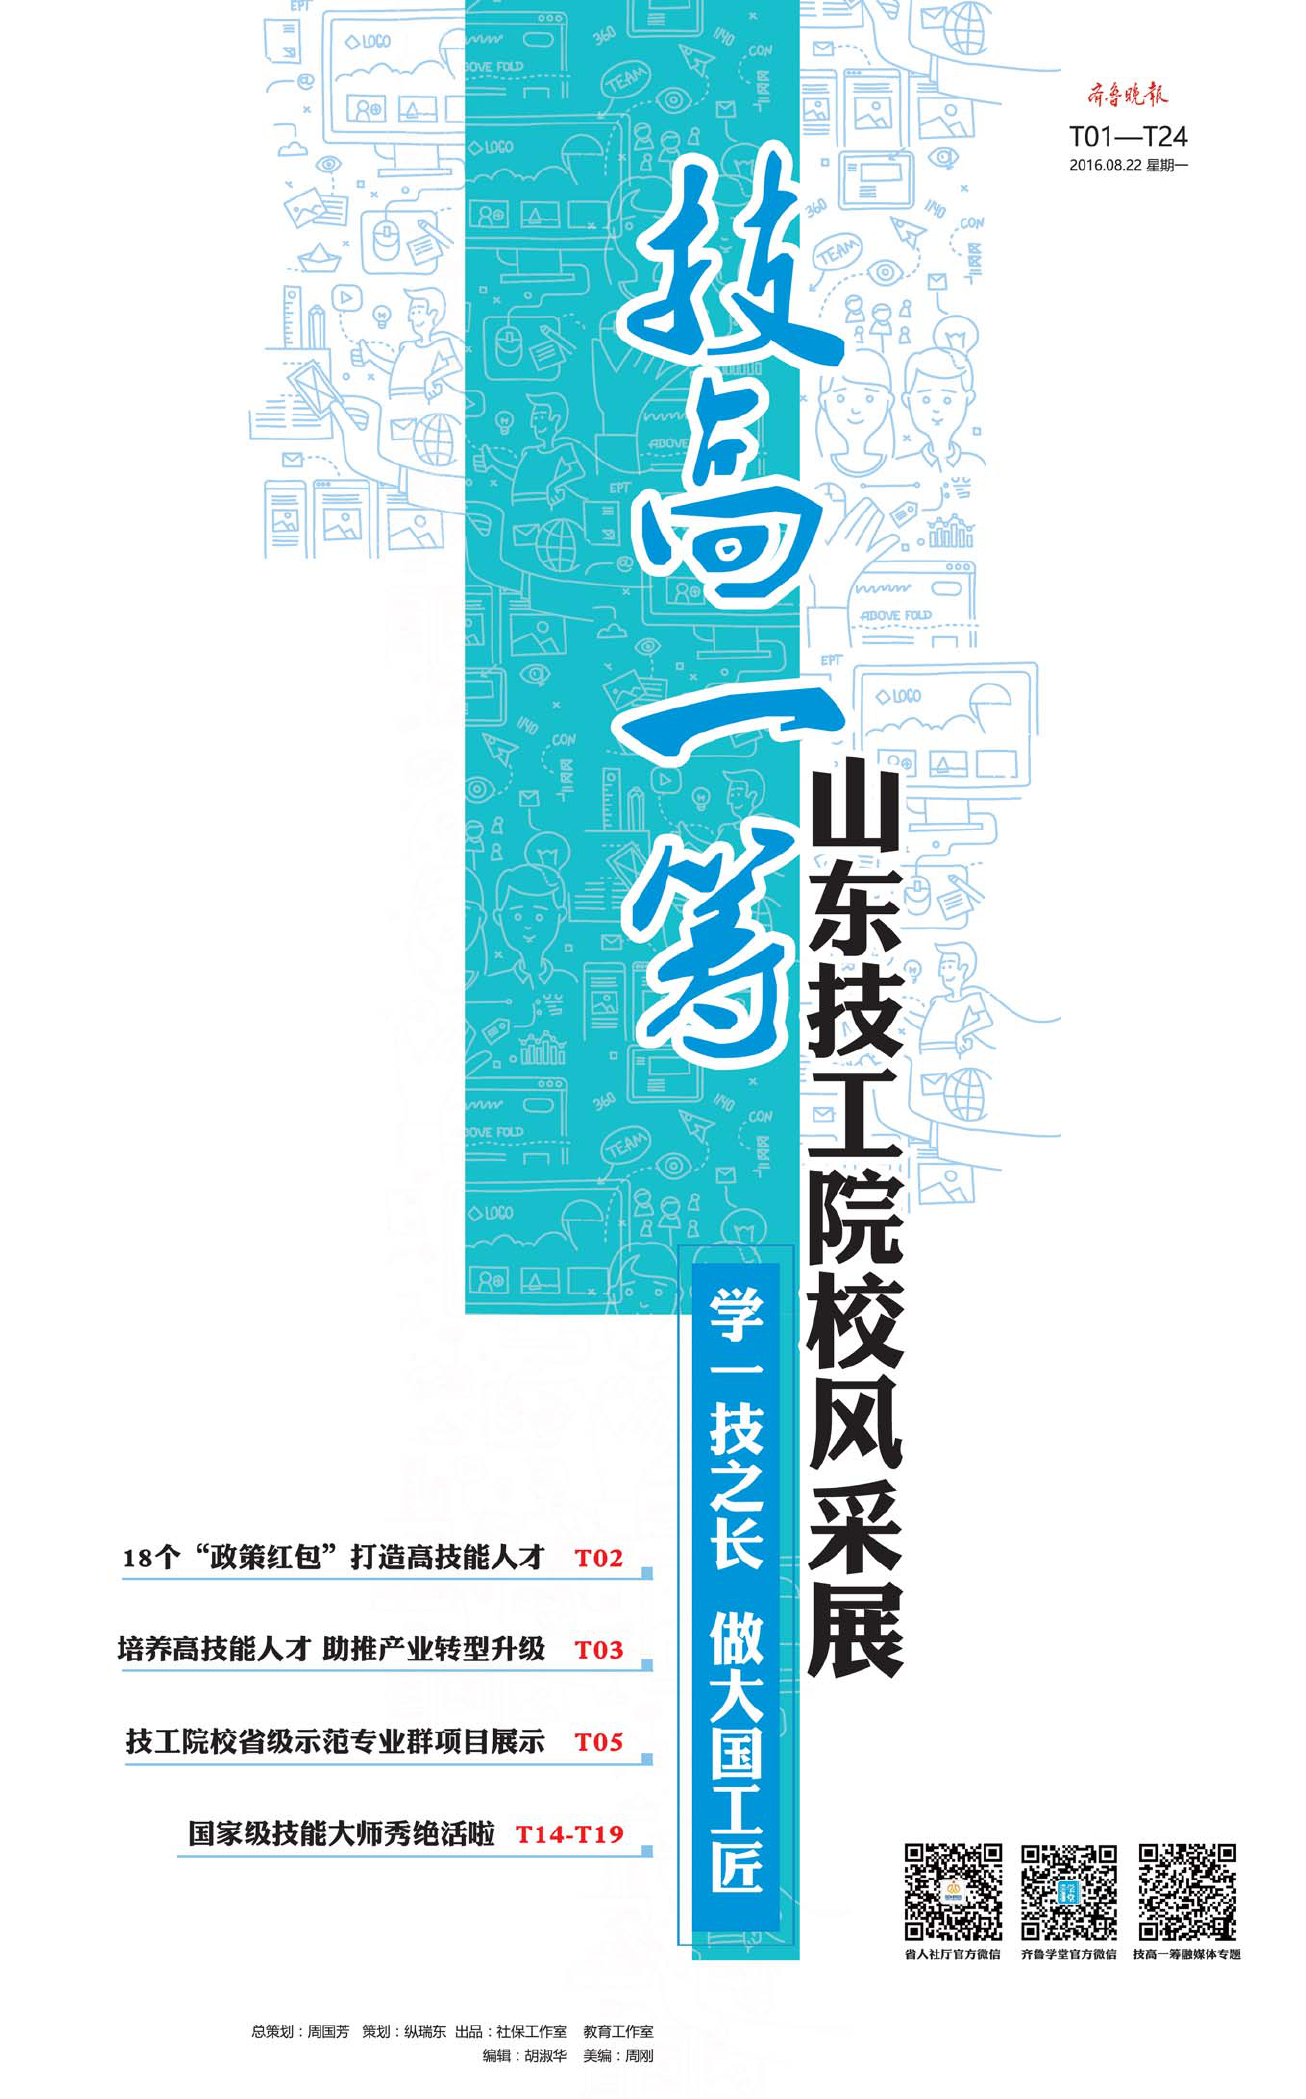 齐鲁晚报
T01—T24
2016.08.22 星期一
技高一筹
山东技工院校风采展
学一技之长 做大国工匠
18个“政策红包”打造高技能人才 T02
培养高技能人才 助推产业转型升级 T03
技工院校省级示范专业群项目展示 T05
国家级技能大师秀绝活啦 T14-T19
省人社厅官方微信 齐鲁学堂官方微信 技高一筹融媒体专题
总策划：周国芳 策划：纵瑞东 出品：社保工作室 教育工作室
编辑：胡淑华 美编：周刚
LOGO
ABOVE FOLD
TEAM
360
1140
CON
EPT